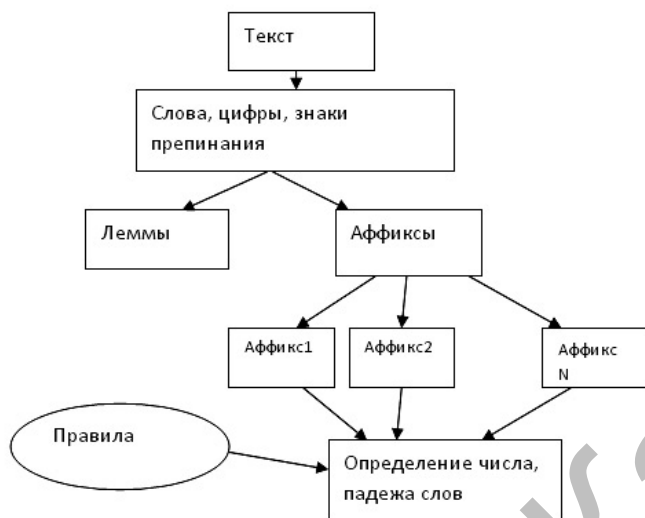 Текст
Слова, цифры, знаки
препинания
Леммы
Аффиксы
Аффикс1
Аффикс2
Аффикс
N
Правила
Определение числа,
падежа слов